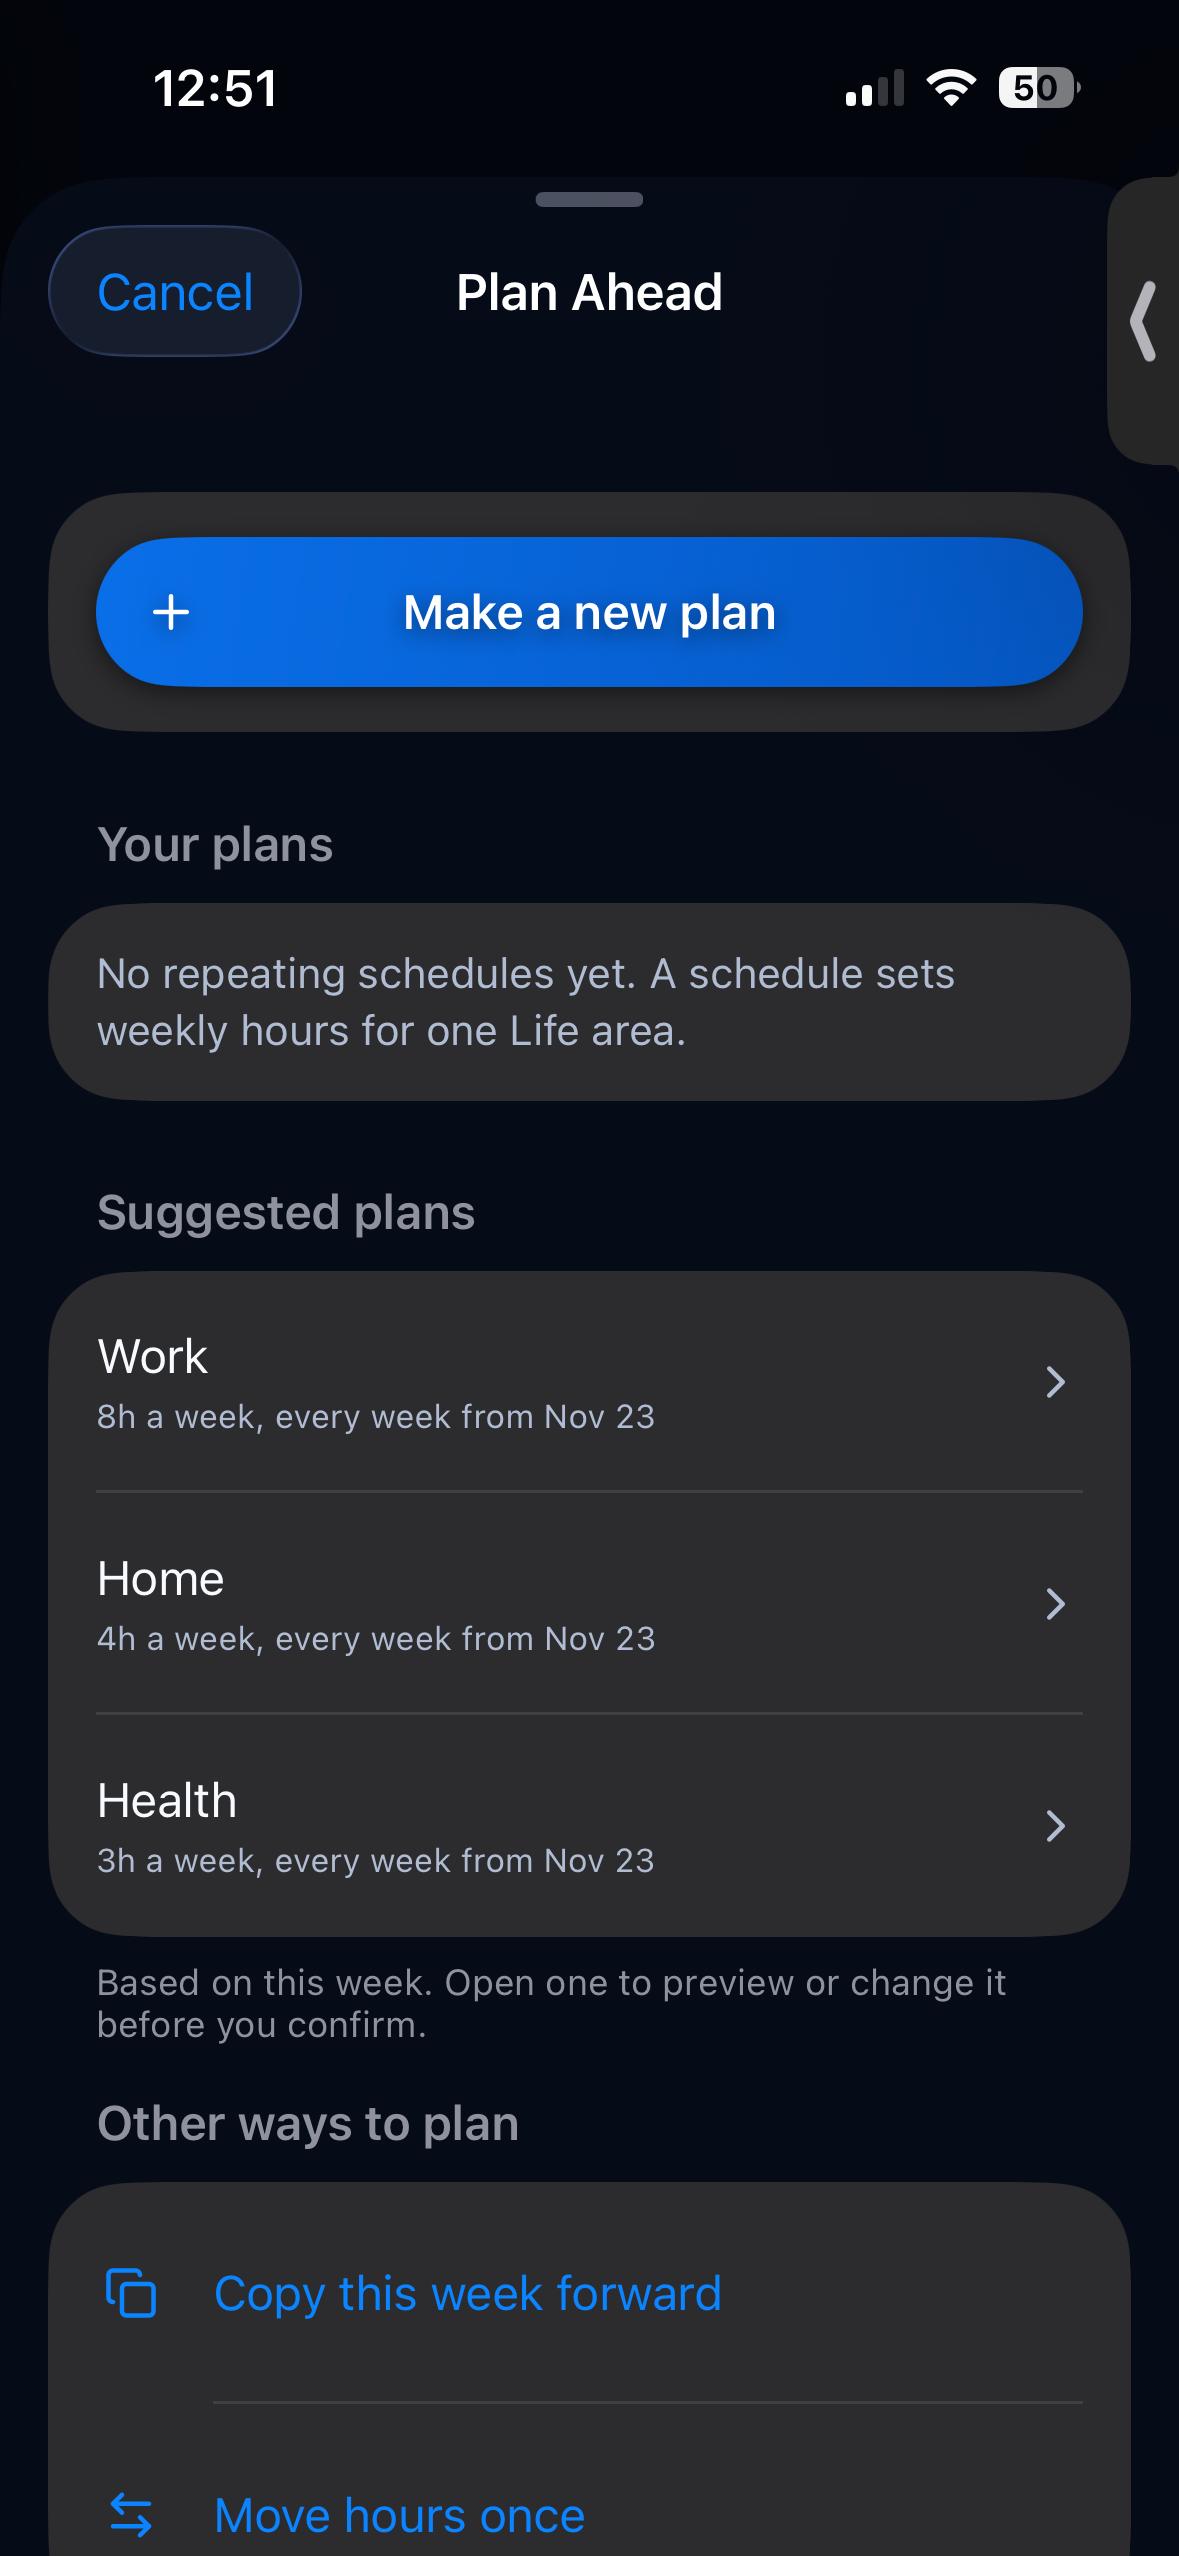 12:51
50
Cancel
Plan Ahead
Make a new plan
Your plans
No repeating schedules yet. A schedule sets
weekly hours for one Life area.
Suggested plans
Work
8h a week, every week from Nov 23
Home
4h a week, every week from Nov 23
Health
3h a week, every week from Nov 23
Based on this week. Open one to preview or change it
before you confirm.
Other ways to plan
Copy this week forward
Move hours once